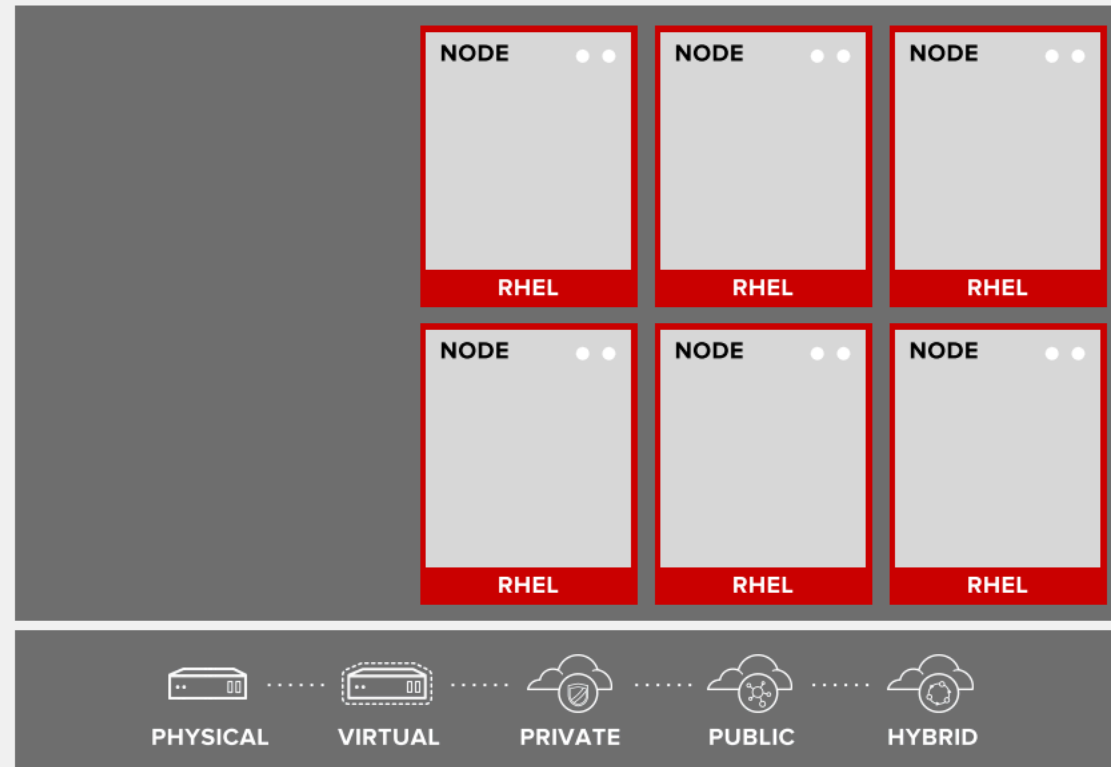 NODE NODE NODE
RHEL RHEL RHEL
NODE NODE NODE
RHEL RHEL RHEL
PHYSICAL VIRTUAL PRIVATE PUBLIC HYBRID